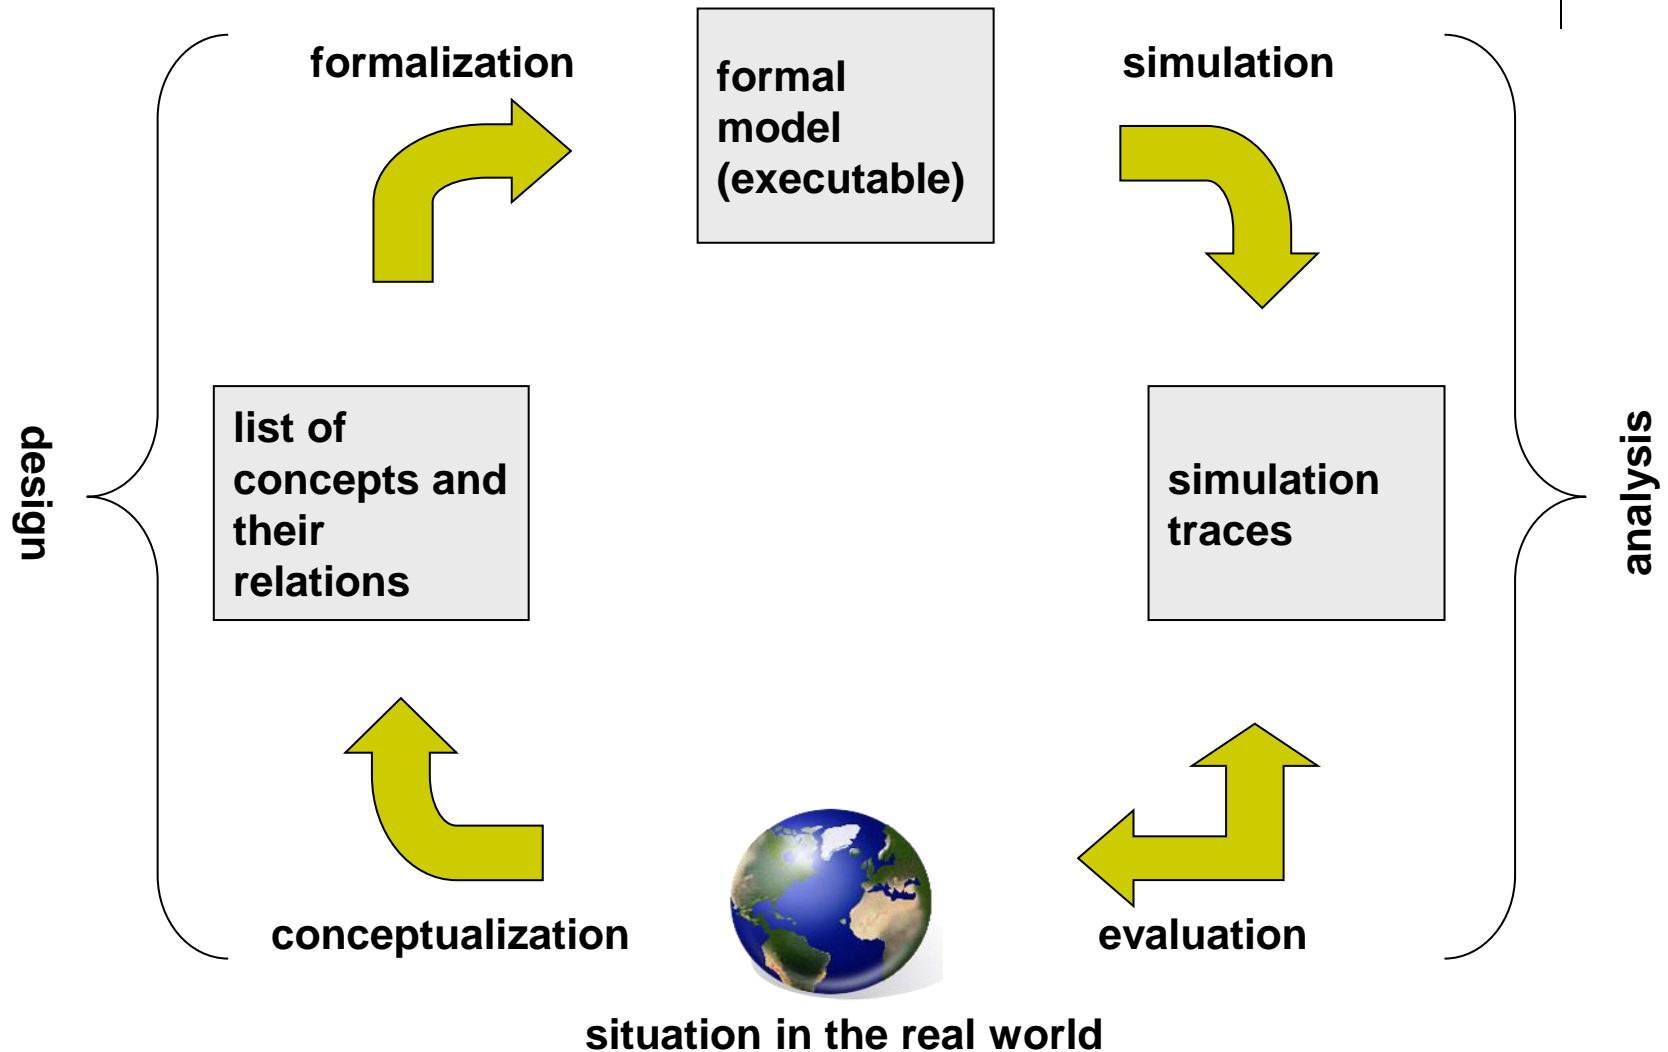 formalization
formal
model
(executable)
simulation
design
list of
concepts and
their
relations
simulation
traces
analysis
conceptualization
evaluation
situation in the real world